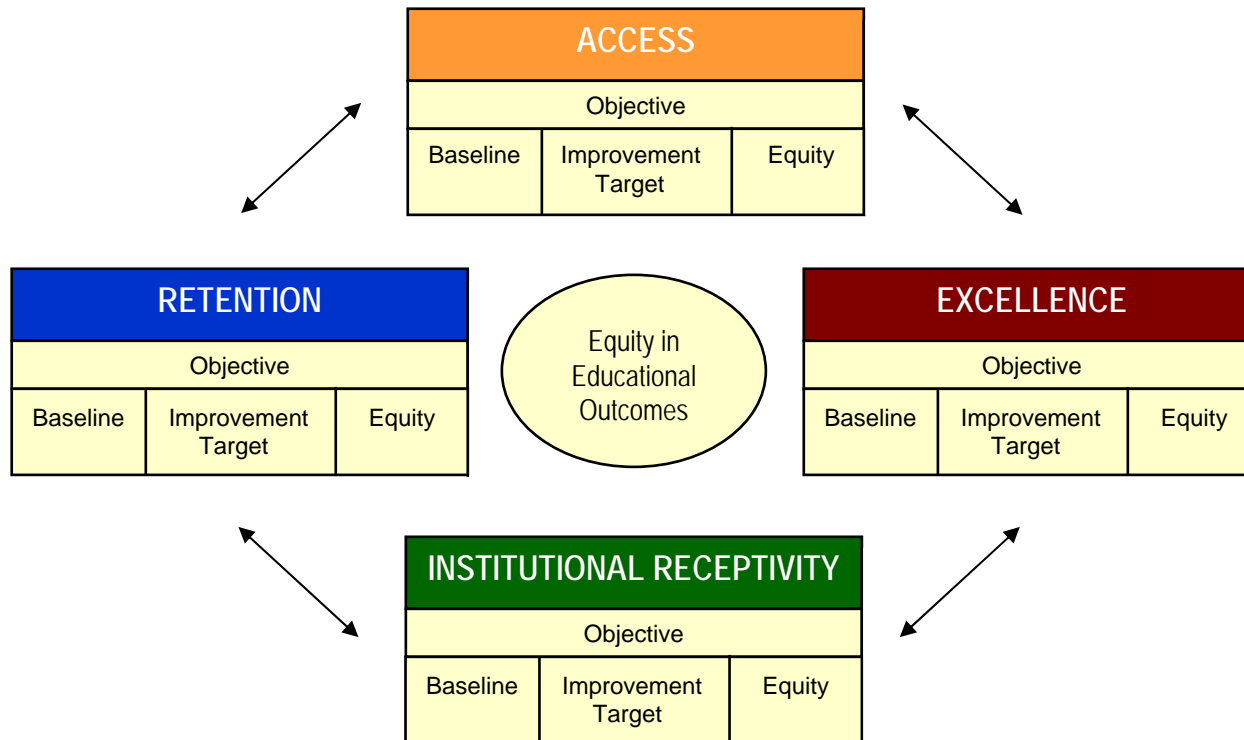 ACCESS
Objective
Baseline
Improvement
Target
Equity
RETENTION
Objective
Baseline
Improvement
Target
Equity
Equity in
Educational
Outcomes
EXCELLENCE
Objective
Baseline
Improvement
Target
Equity
INSTITUTIONAL RECEPTIVITY
Objective
Baseline
Improvement
Target
Equity